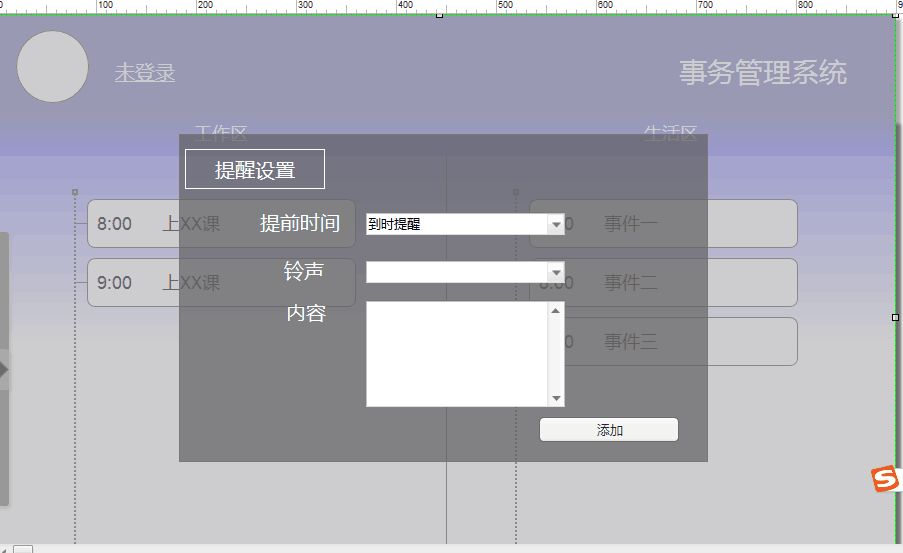 100 200 300 400 500 600 700 800
未登录
事务管理系统
工作区
生活区
提醒设置
8:00 上XX课
提前时间
到时提醒
事件一
9:00 上XX课
铃声
8:00 事件二
内容
事件三
添加